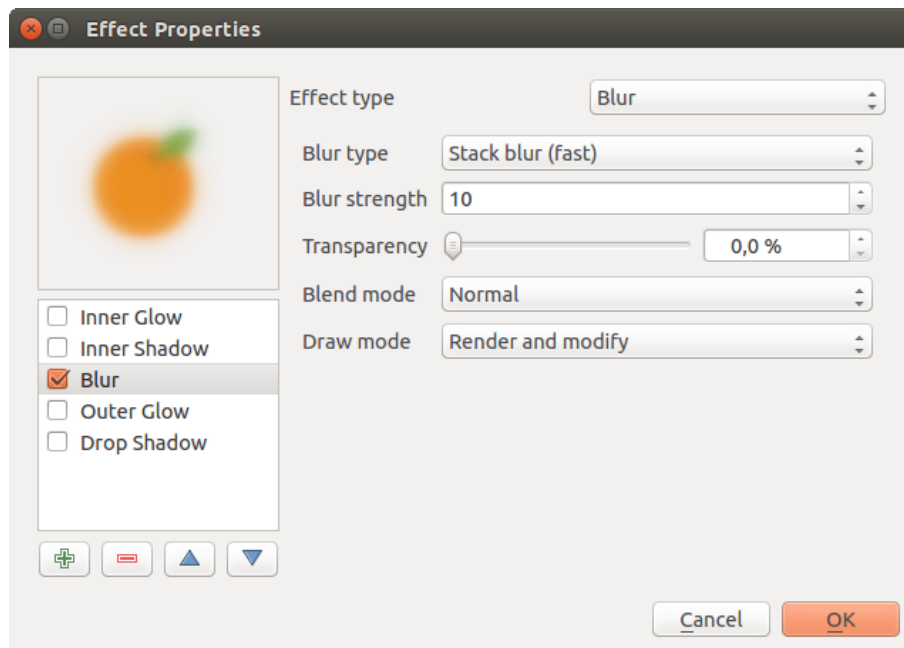 Effect Properties
Effect type Blur
Blur type Stack blur (fast)
Blur strength 10
Transparency 0,0 %
Blend mode Normal
Draw mode Render and modify
Inner Glow
Inner Shadow
Blur
Outer Glow
Drop Shadow
Cancel OK